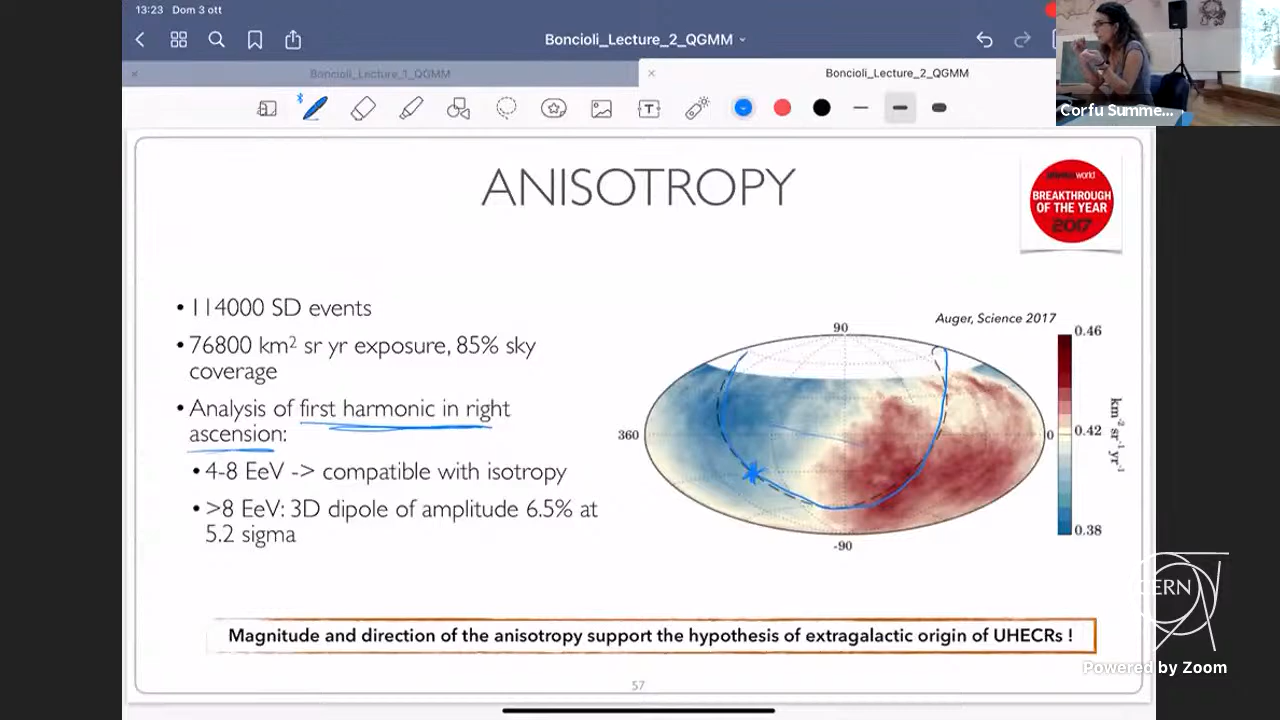 13:23 Dom 3 ott
Boncioli_Lecture_2_QGMM
Boncioli_Lecture_1_QGMM
Boncioli_Lecture_2_QGMM
Corfu Summe...
ANISOTROPY
BREAKTHROUGH
OF THE YEAR
2017
• 114000 SD events
• 76800 km² sr yr exposure, 85% sky
coverage
• Analysis of first harmonic in right
ascension:
• 4-8 EeV -> compatible with isotropy
• >8 EeV: 3D dipole of amplitude 6.5% at
5.2 sigma
Auger, Science 2017
90
360
0
-90
0.46
0.42
0.38
km⁻² sr⁻¹ yr⁻¹
Magnitude and direction of the anisotropy support the hypothesis of extragalactic origin of UHECRs !
57
CERN
Powered by Zoom